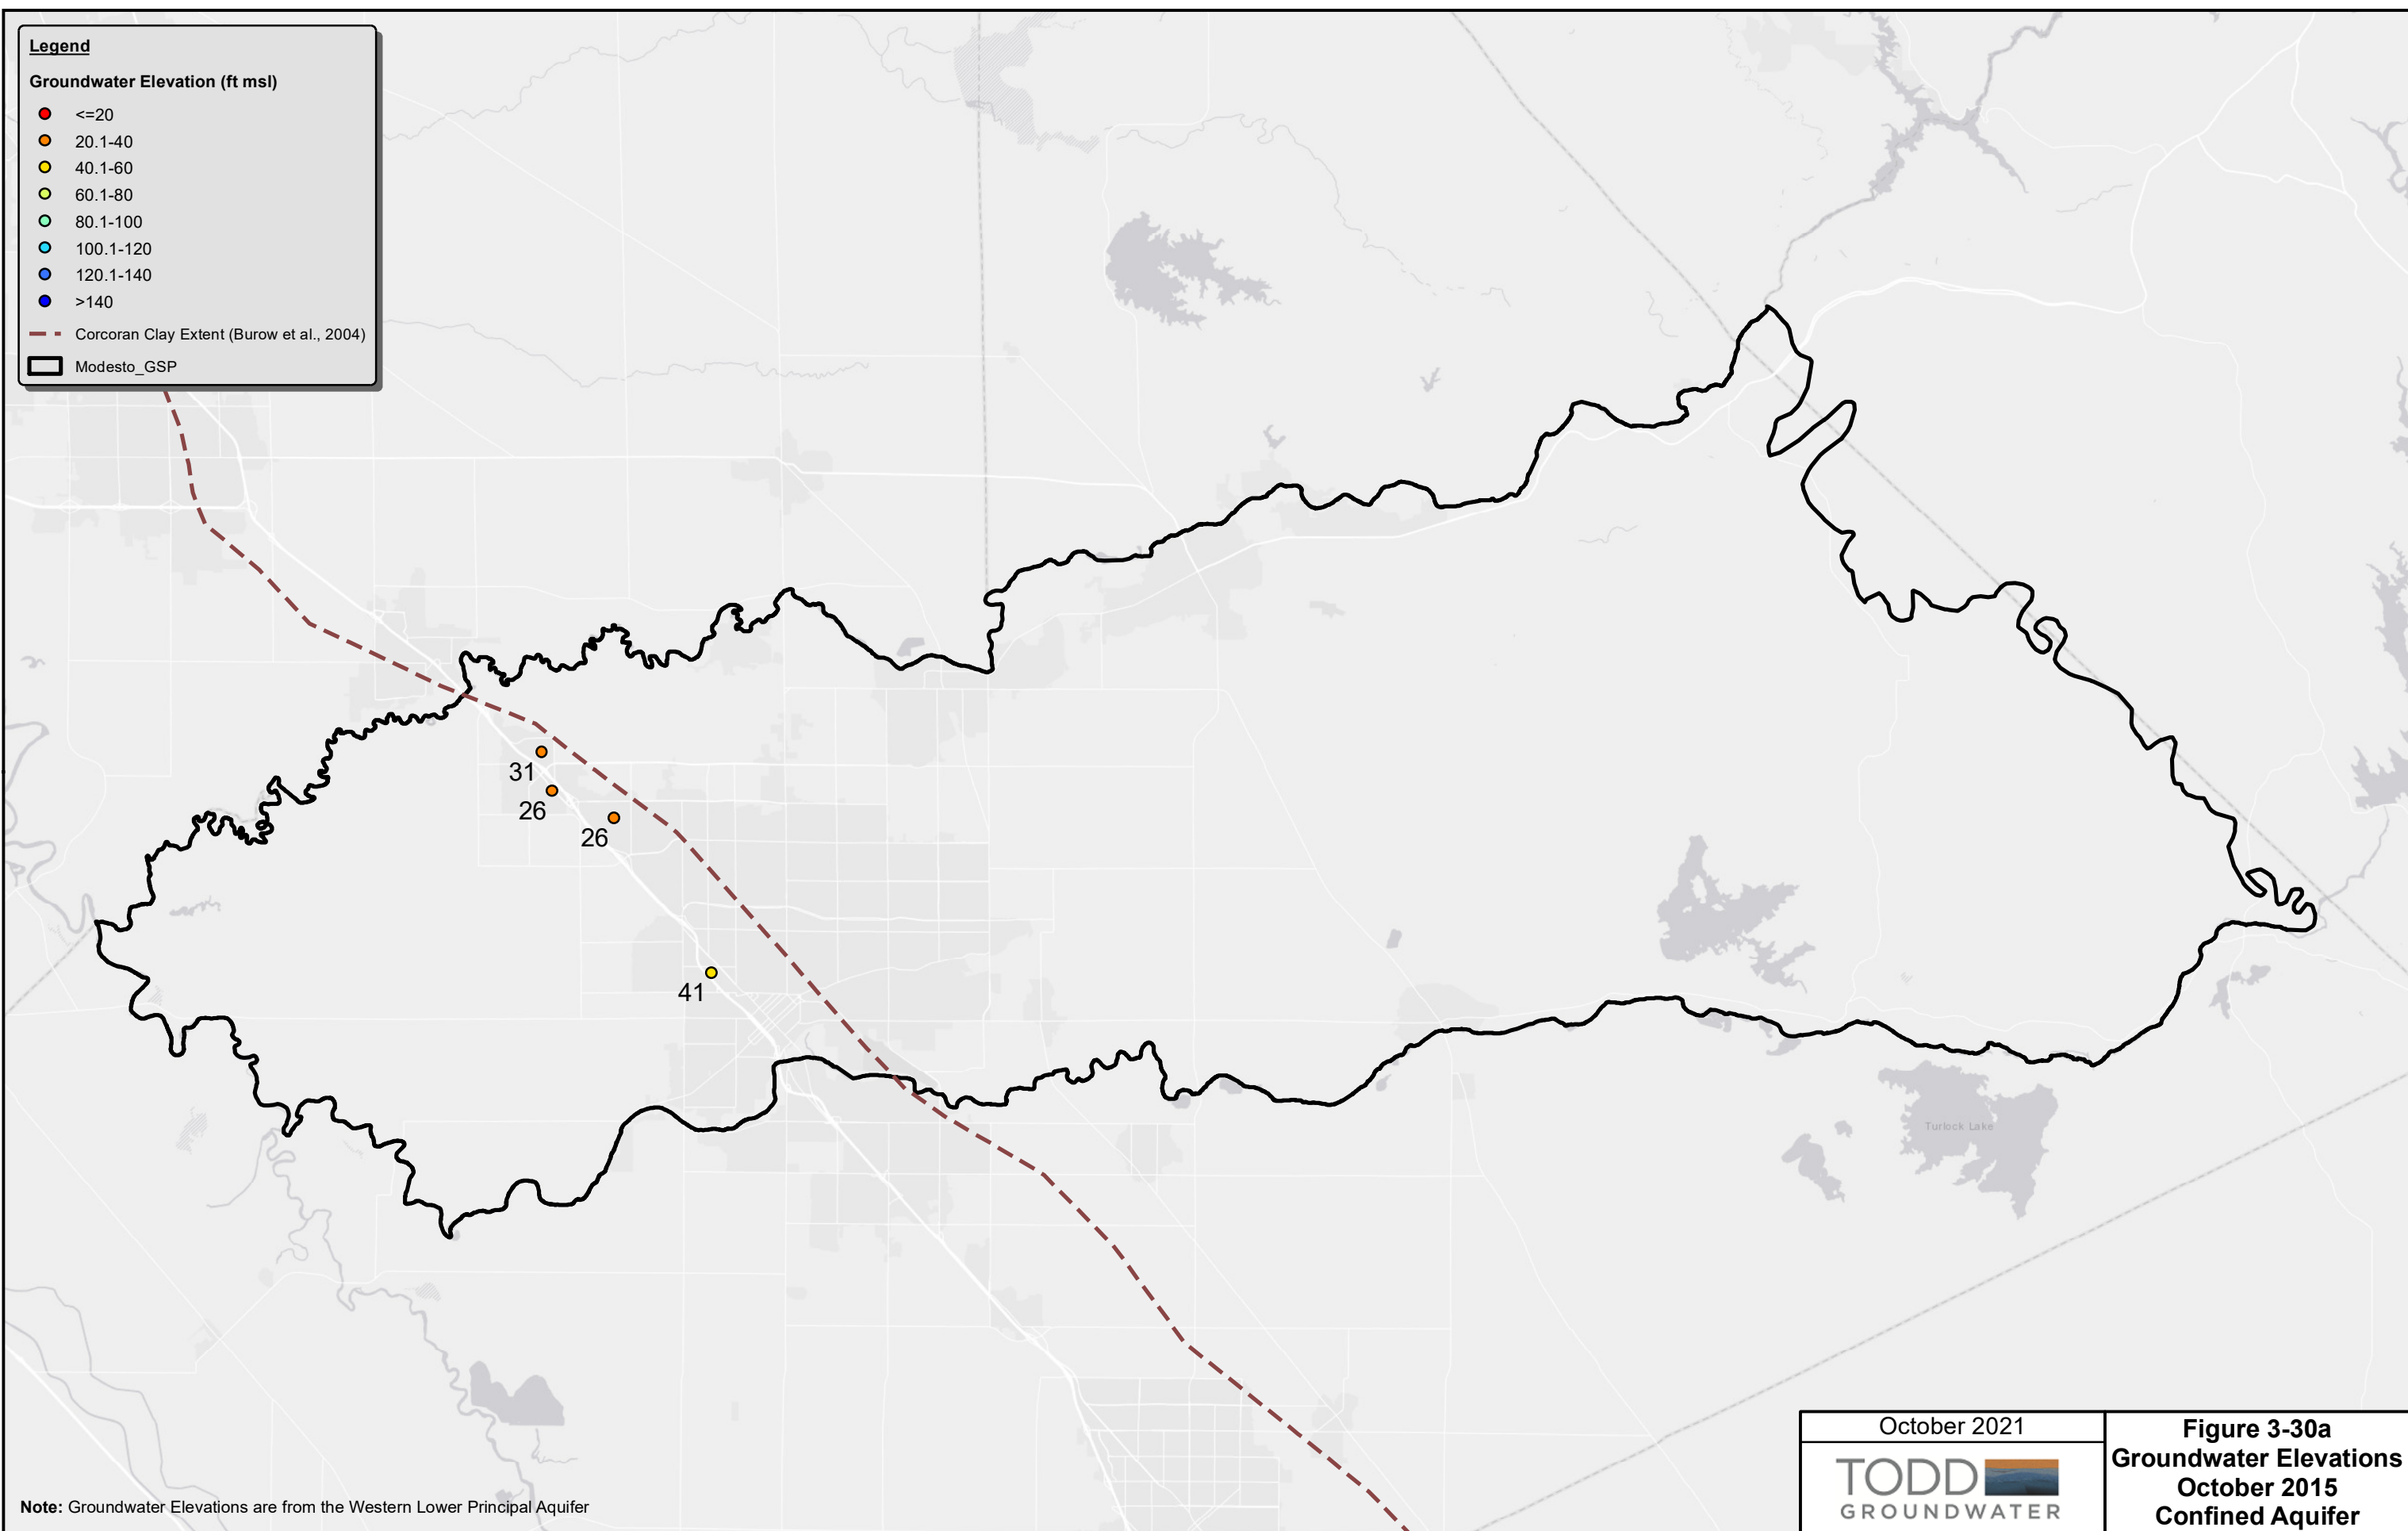 Legend
Groundwater Elevation (ft msl)
<=20
20.1-40
40.1-60
60.1-80
80.1-100
100.1-120
120.1-140
>140
Corcoran Clay Extent (Burow et al., 2004)
Modesto_GSP
31
26
26
41
Turlock Lake
Note: Groundwater Elevations are from the Western Lower Principal Aquifer
October 2021
TODD
GROUNDWATER
Figure 3-30a
Groundwater Elevations
October 2015
Confined Aquifer